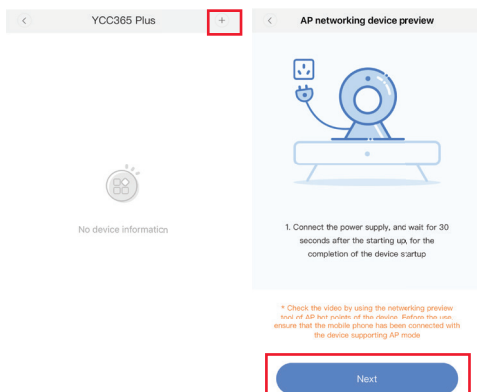 YCC365 Plus
+
No device information
AP networking device preview
1. Connect the power supply, and wait for 30
seconds after the starting up, for the
completion of the device startup
* Check the video by using the networking preview
tool of AP hot points of the device. Before the use,
ensure that the mobile phone has been connected with
the device supporting AP mode
Next